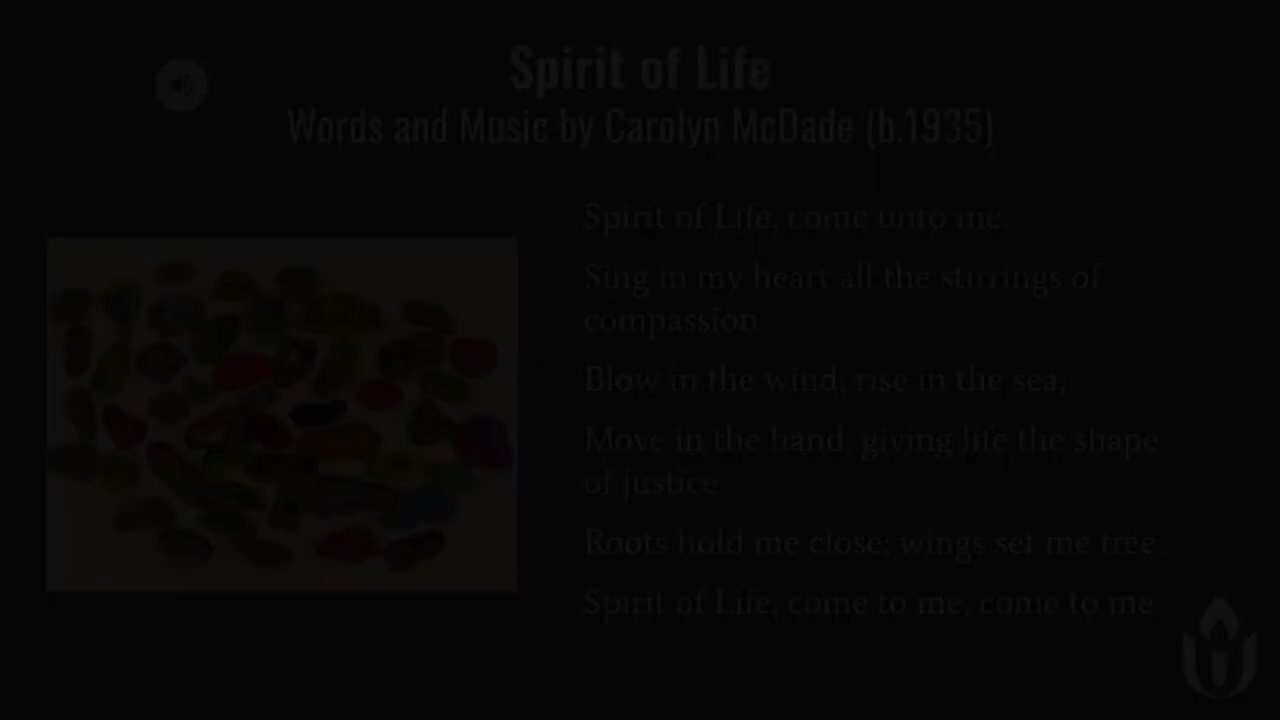 Spirit of Life
Words and Music by Carolyn McDade (b.1935)
Spirit of Life, come unto me.
Sing in my heart all the stirrings of
compassion
Blow in the wind, rise in the sea;
Move in the hand, giving life the shape
of justice.
Roots hold me close; wings set me free;
Spirit of Life, come to me, come to me.